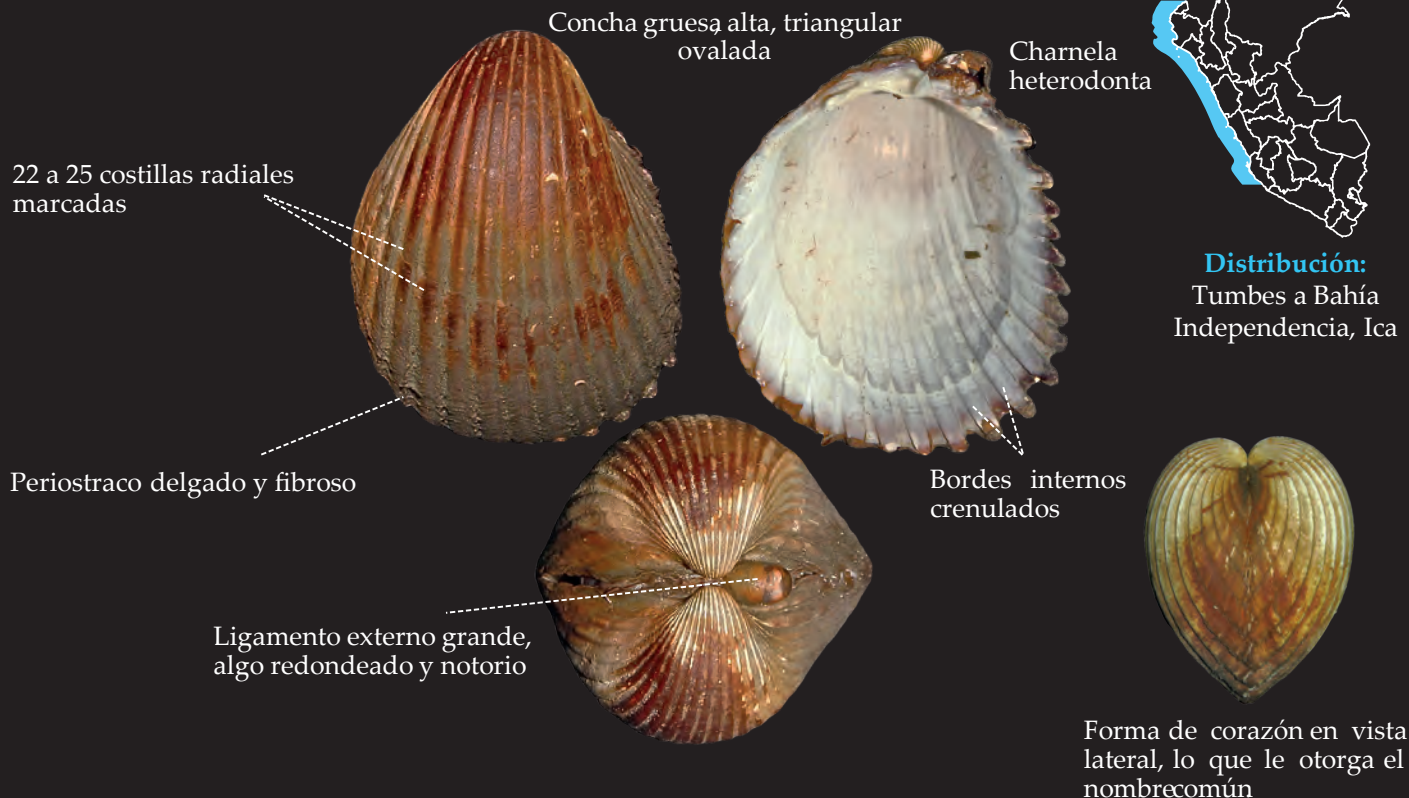 Concha gruesa alta, triangular
ovalada
Charnela
heterodonta
22 a 25 costillas radiales
marcadas
Distribución:
Tumbes a Bahía
Independencia, Ica
Periostraco delgado y fibroso
Bordes internos
crenulados
Ligamento externo grande,
algo redondeado y notorio
Forma de corazón en vista
lateral, lo que le otorga el
nombrecomún